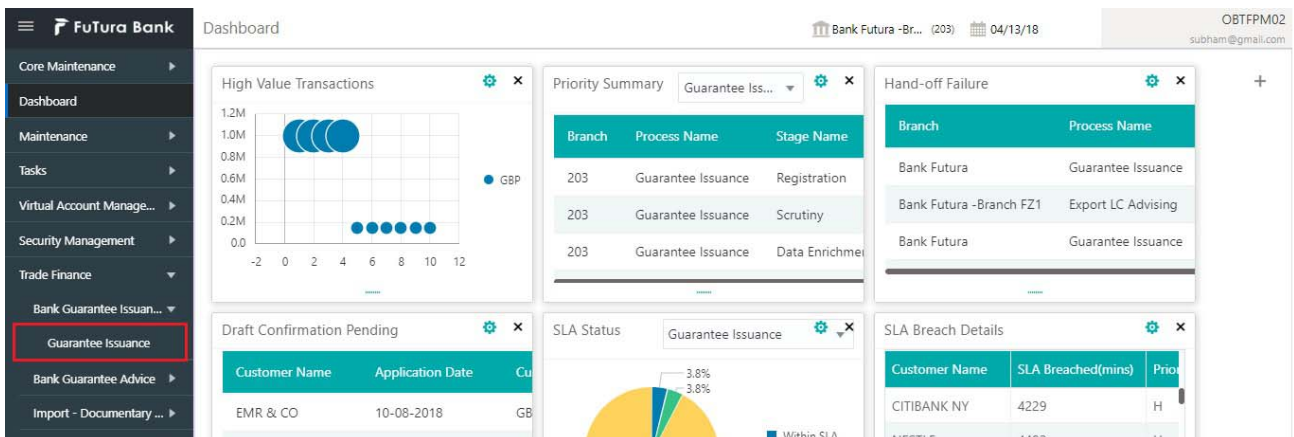 FuTura Bank
Dashboard
Bank Futura -Br... (203) 04/13/18
OBTFPM02
subham@gmail.com
Core Maintenance
Dashboard
Maintenance
Tasks
Virtual Account Manage...
Security Management
Trade Finance
Bank Guarantee Issuan...
Guarantee Issuance
Bank Guarantee Advice
Import - Documentary ...
High Value Transactions
1.2M
1.0M
0.8M
0.6M
0.4M
0.2M
0.0
-2 0 2 4 6 8 10 12
GBP
Priority Summary Guarantee Iss...
Branch Process Name Stage Name
203 Guarantee Issuance Registration
203 Guarantee Issuance Scrutiny
203 Guarantee Issuance Data Enrichme
Hand-off Failure
Branch Process Name
Bank Futura Guarantee Issuance
Bank Futura -Branch FZ1 Export LC Advising
Bank Futura Guarantee Issuance
Draft Confirmation Pending
Customer Name Application Date Cu
EMR & CO 10-08-2018 GB
SLA Status Guarantee Issuance
3.8%
3.8%
Within SLA
SLA Breach Details
Customer Name SLA Breached(mins) Prior
CITIBANK NY 4229 H